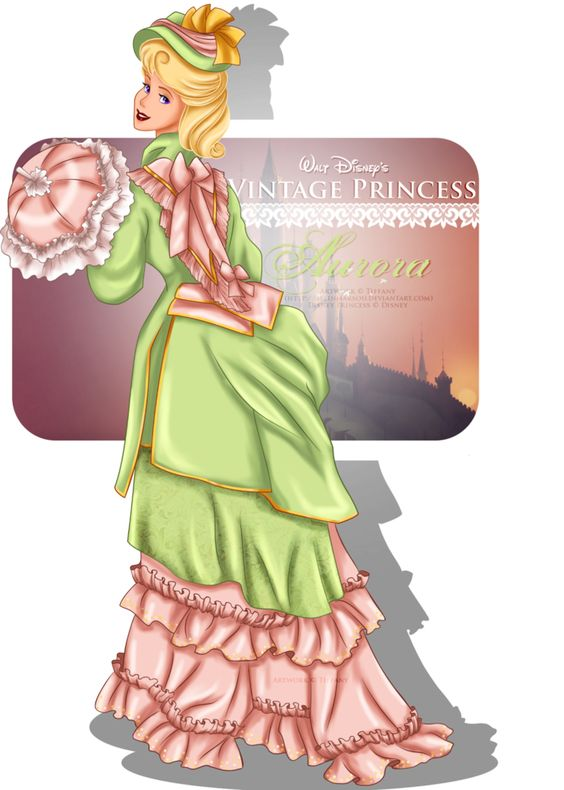 Walt Disney's
Vintage Princess
Aurora
Artwork © Tiffany
Disney Princess © Disney
Artwork © Tiffany